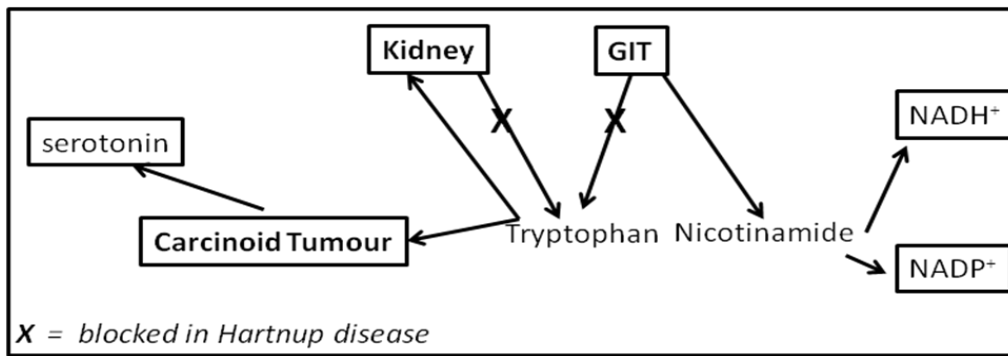 Kidney
GIT
NADH⁺
serotonin
Carcinoid Tumour
Tryptophan
Nicotinamide
NADP⁺
X
X
X = blocked in Hartnup disease